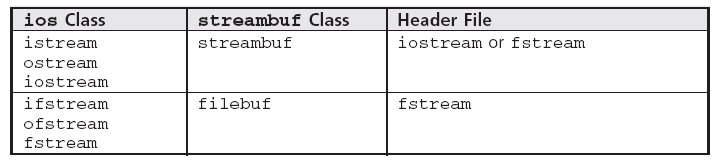 ios Class streambuf Class Header File
istream streambuf iostream or fstream
ostream
iostream
ifstream filebuf fstream
ofstream
fstream